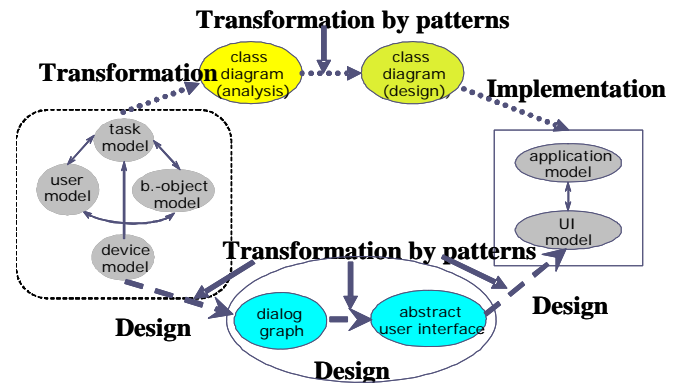 Transformation by patterns
class
diagram
(analysis)
class
diagram
(design)
Transformation
Implementation
task
model
user
model
b.-object
model
device
model
application
model
UI
model
Transformation by patterns
dialog
graph
abstract
user interface
Design
Design
Design